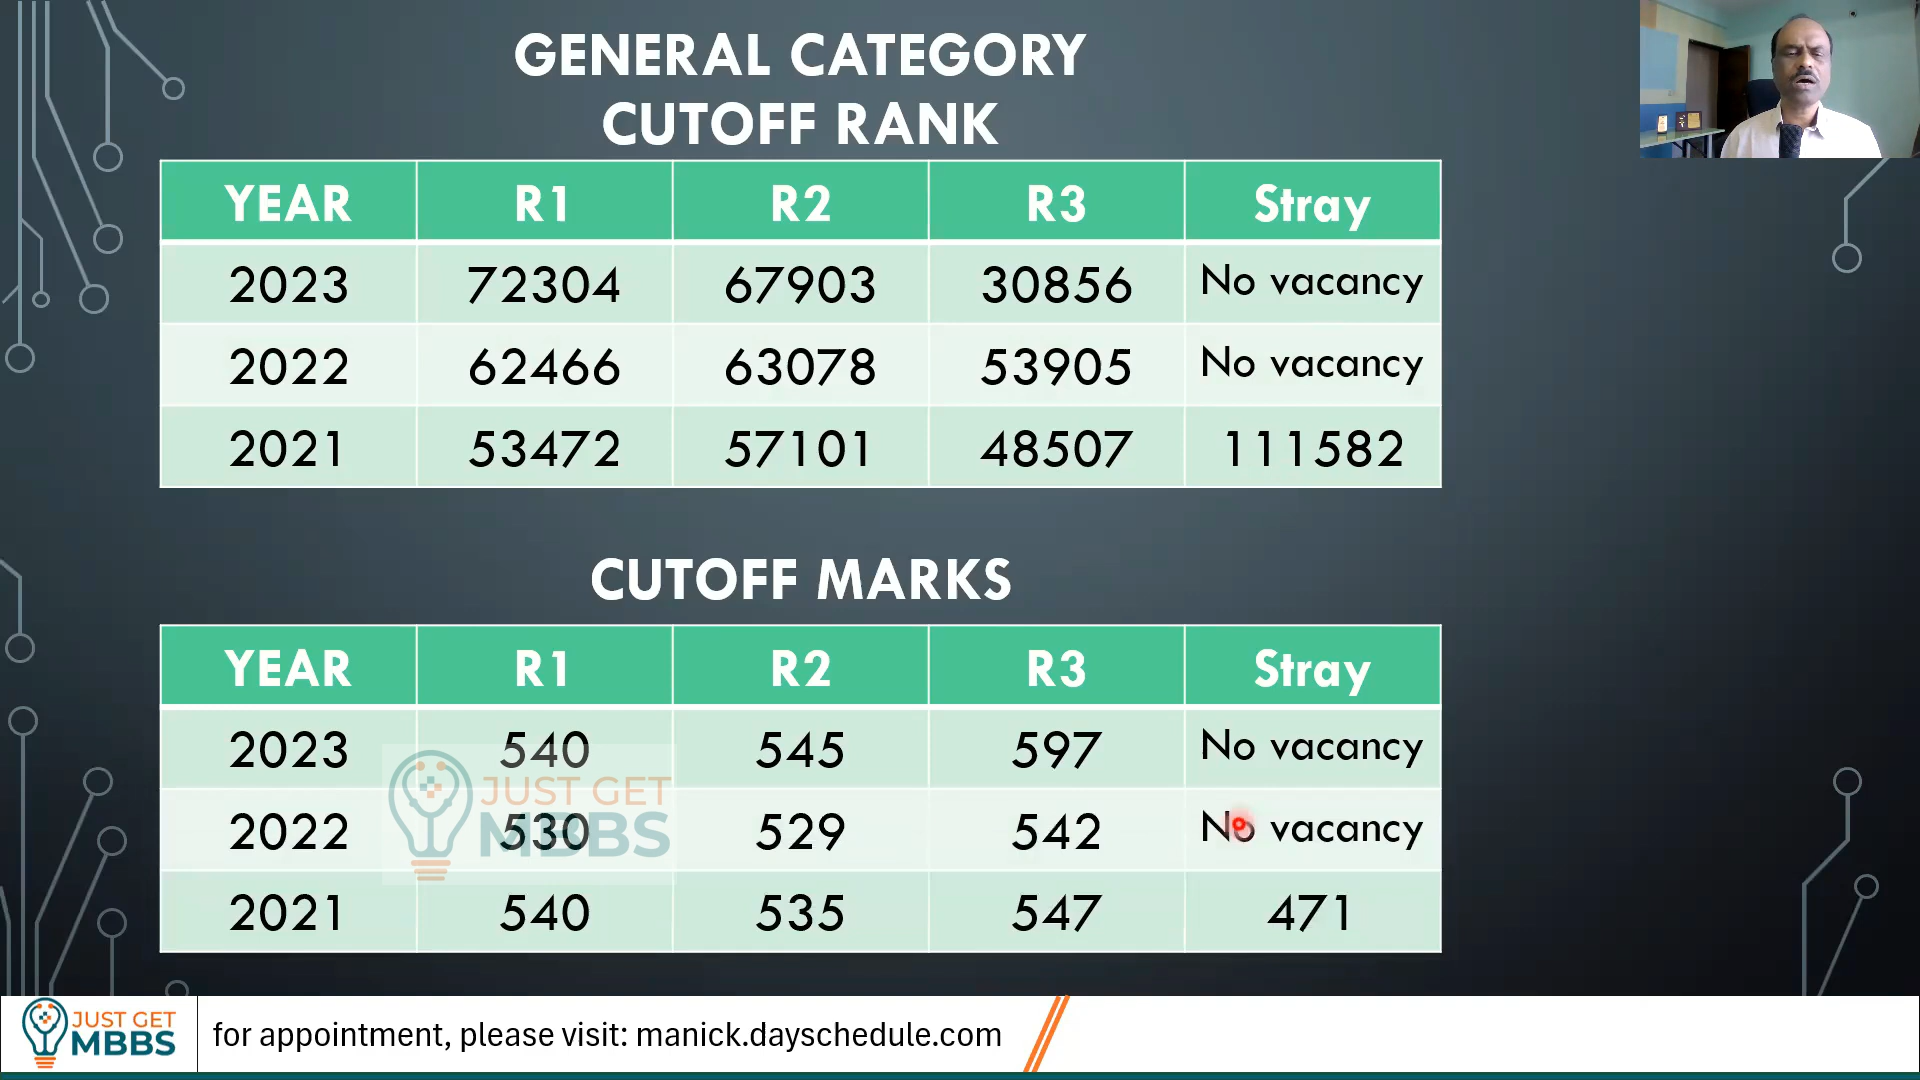 GENERAL CATEGORY
CUTOFF RANK
YEAR R1 R2 R3 Stray
2023 72304 67903 30856 No vacancy
2022 62466 63078 53905 No vacancy
2021 53472 57101 48507 111582
CUTOFF MARKS
YEAR R1 R2 R3 Stray
2023 540 545 597 No vacancy
JUST GET
MBBS
2022 530 529 542 No vacancy
2021 540 535 547 471
JUST GET
MBBS
for appointment, please visit: manick.dayschedule.com